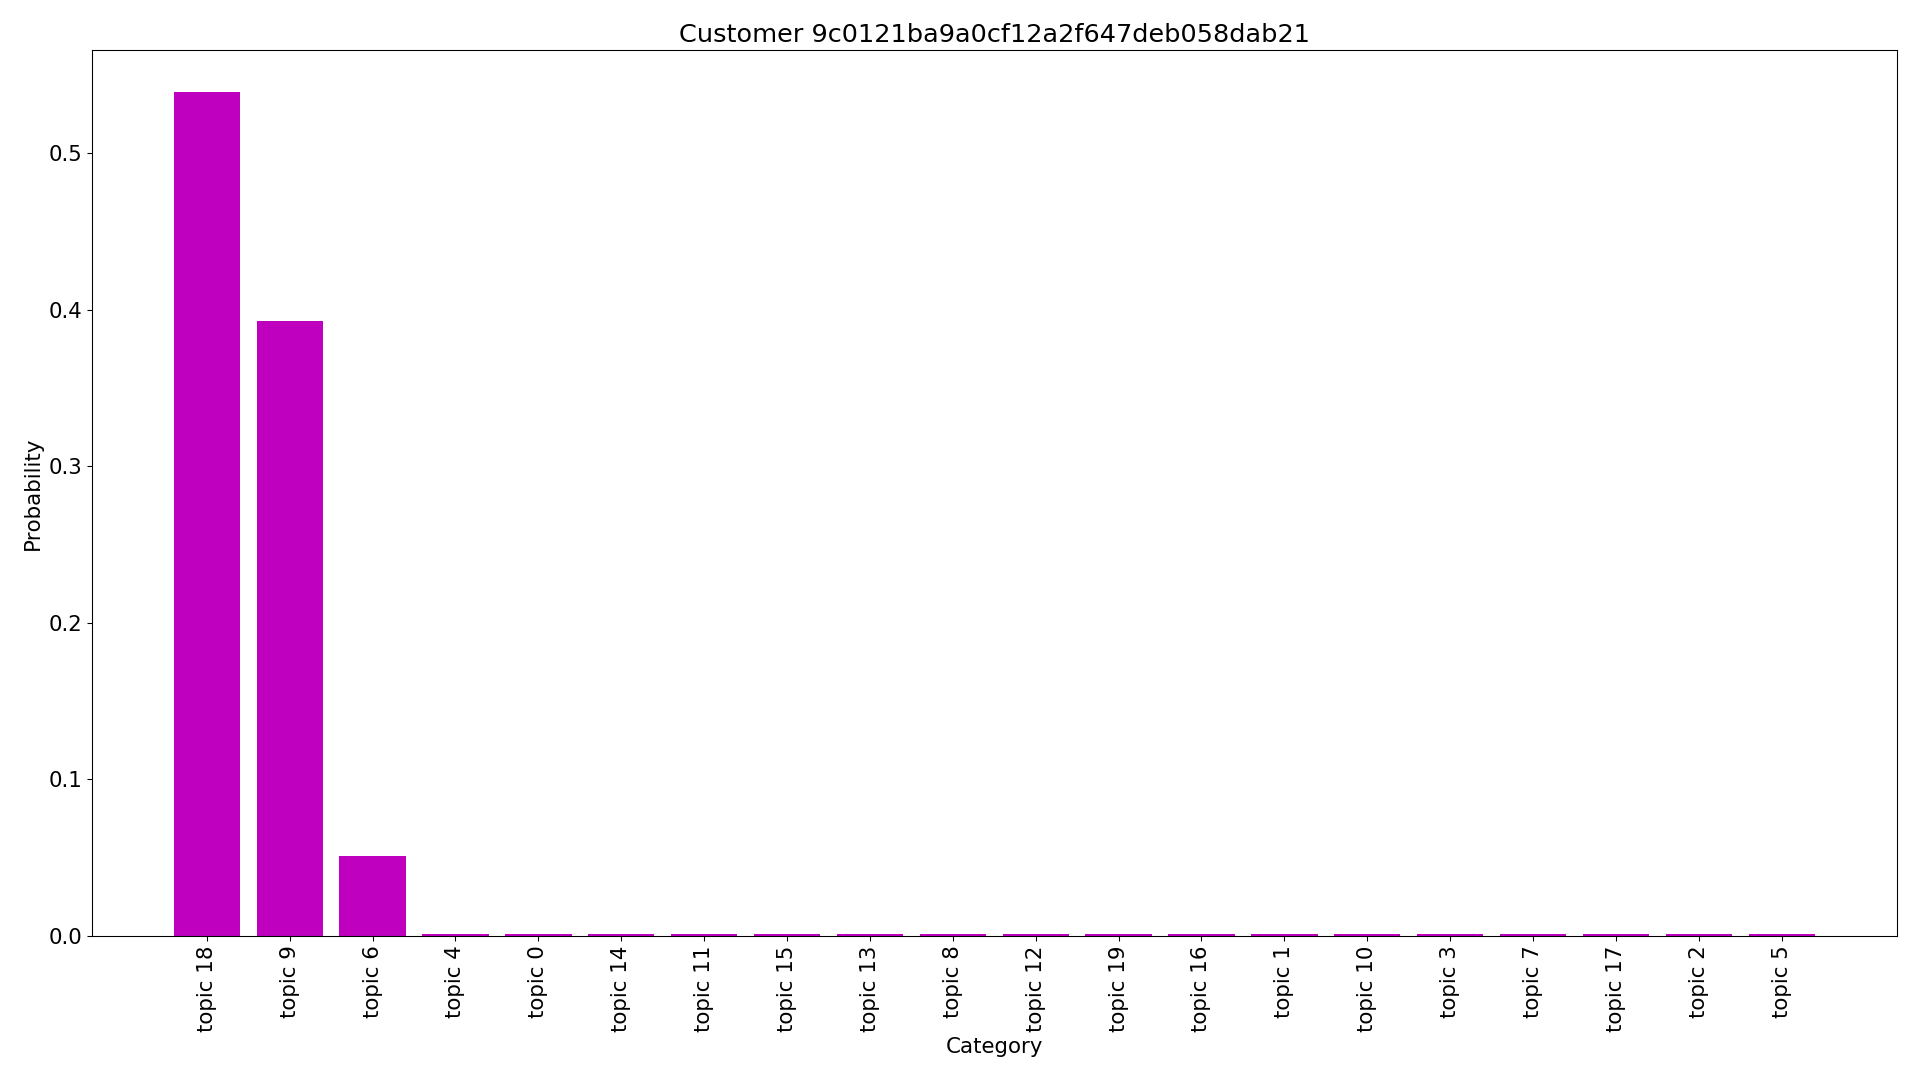 Customer 9c0121ba9a0cf12a2f647deb058dab21
Probability
0.5
0.4
0.3
0.2
0.1
0.0
topic 18
topic 9
topic 6
topic 4
topic 0
topic 14
topic 11
topic 15
topic 13
topic 8
topic 12
topic 19
topic 16
topic 1
topic 10
topic 3
topic 7
topic 17
topic 2
topic 5
Category